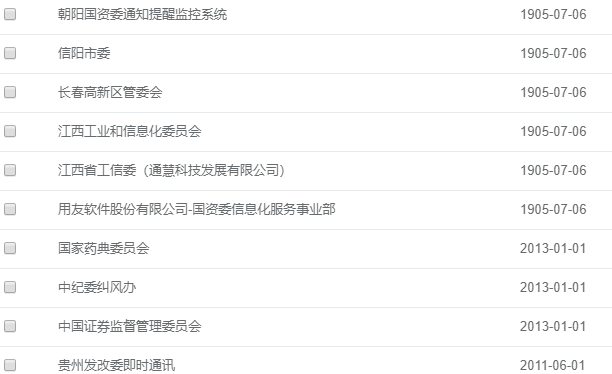 朝阳国资委通知提醒监控系统 1905-07-06
信阳市委 1905-07-06
长春高新区管委会 1905-07-06
江西工业和信息化委员会 1905-07-06
江西省工信委（通慧科技发展有限公司） 1905-07-06
用友软件股份有限公司-国资委信息化服务事业部 1905-07-06
国家药典委员会 2013-01-01
中纪委纠风办 2013-01-01
中国证券监督管理委员会 2013-01-01
贵州发改委即时通讯 2011-06-01